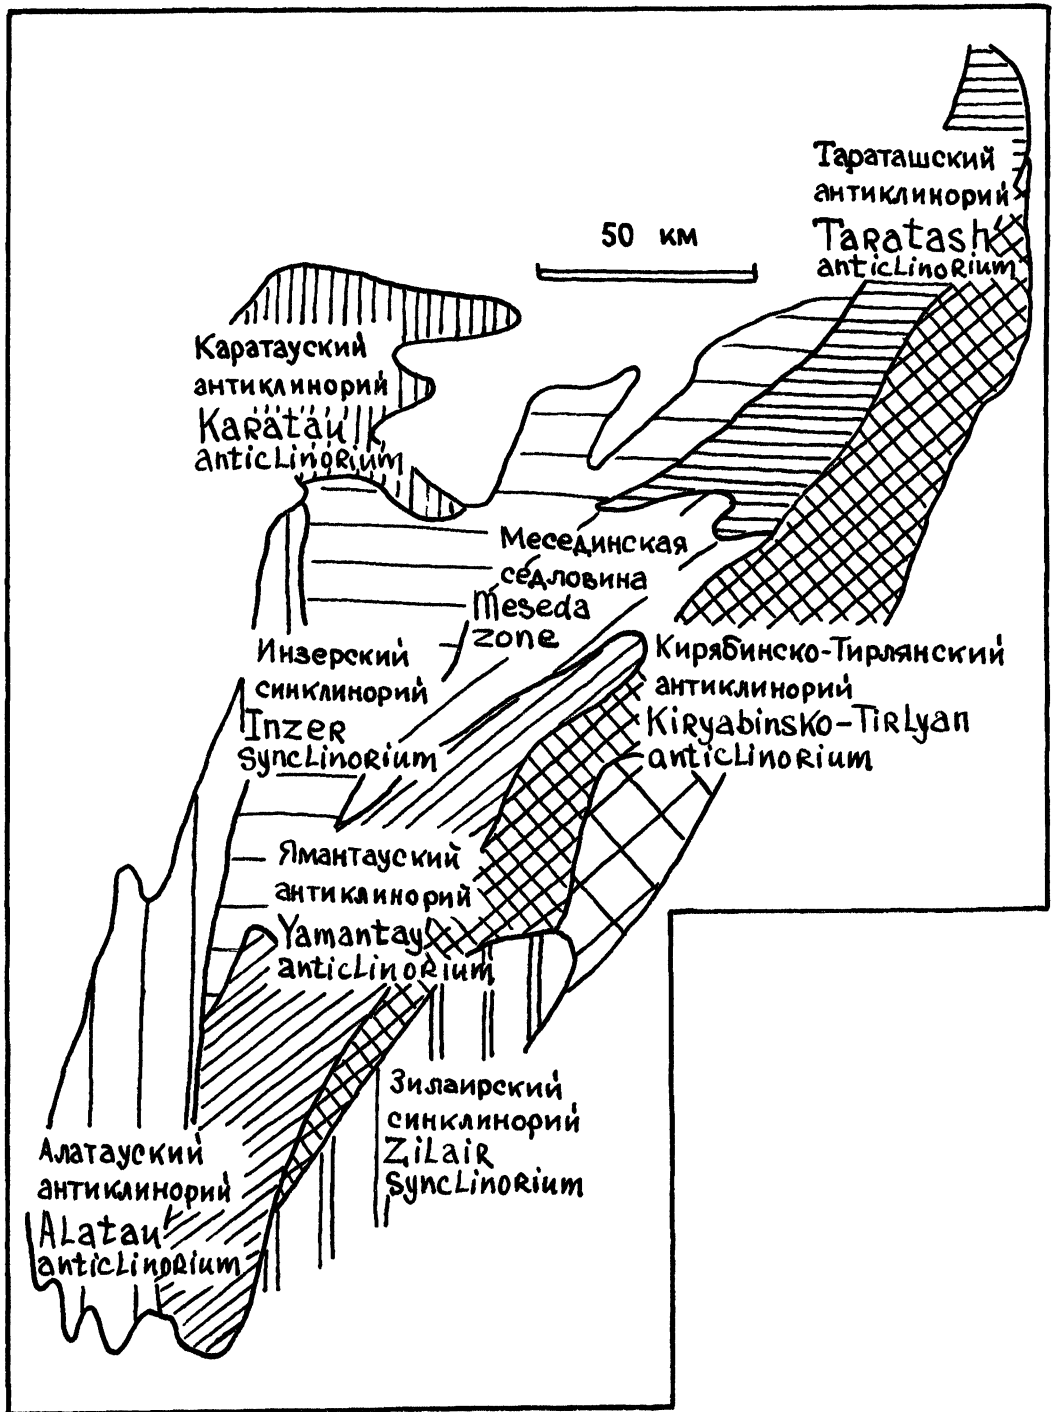 Тараташский
антиклинорий
Taratash
anticlinorium
50 км
Каратауский
антиклинорий
Karatau
anticlinorium
Месединская
седловина
Meseda
zone
Инзерский
синклинорий
Inzer
synclinorium
Кирябинско-Тирлянский
антиклинорий
Kiryabinsko-Tirlyan
anticlinorium
Ямантауский
антиклинорий
Yamantay
anticlinorium
Зилаирский
синклинорий
Zilair
synclinorium
Алатауский
антиклинорий
Alatau
anticlinorium